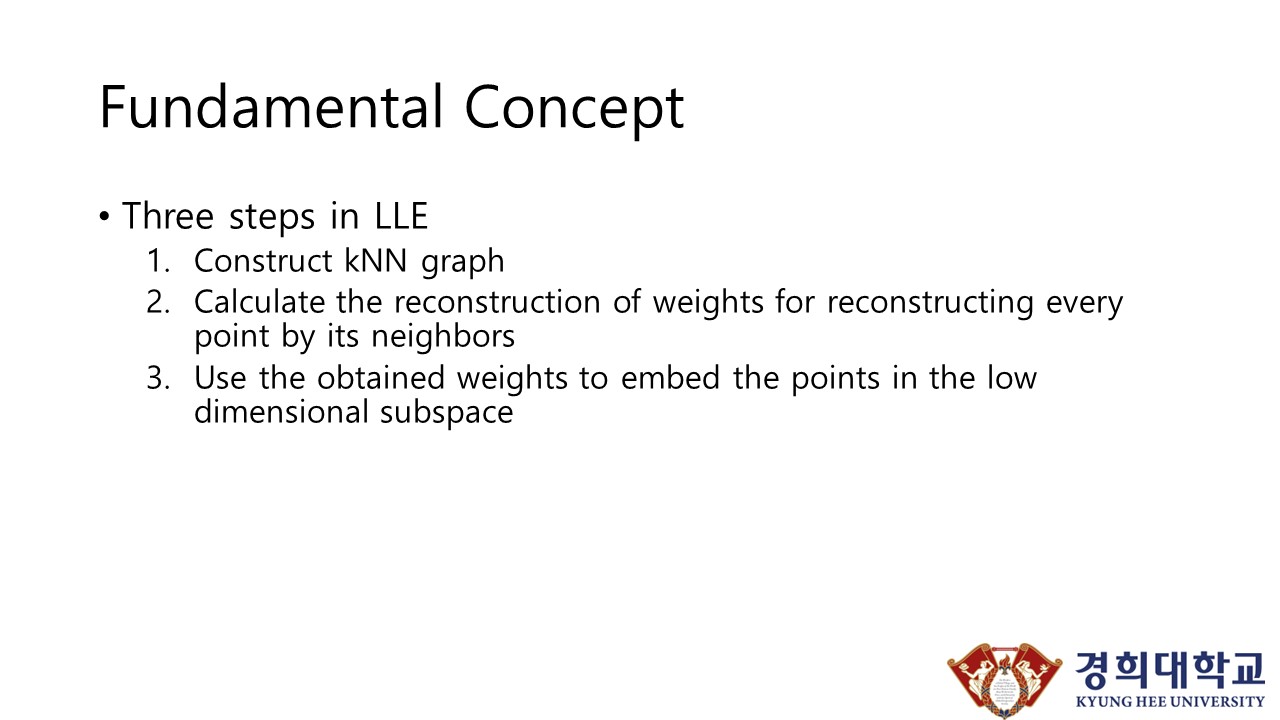 Fundamental Concept
• Three steps in LLE
1. Construct kNN graph
2. Calculate the reconstruction of weights for reconstructing every
point by its neighbors
3. Use the obtained weights to embed the points in the low
dimensional subspace
경희대학교
KYUNG HEE UNIVERSITY